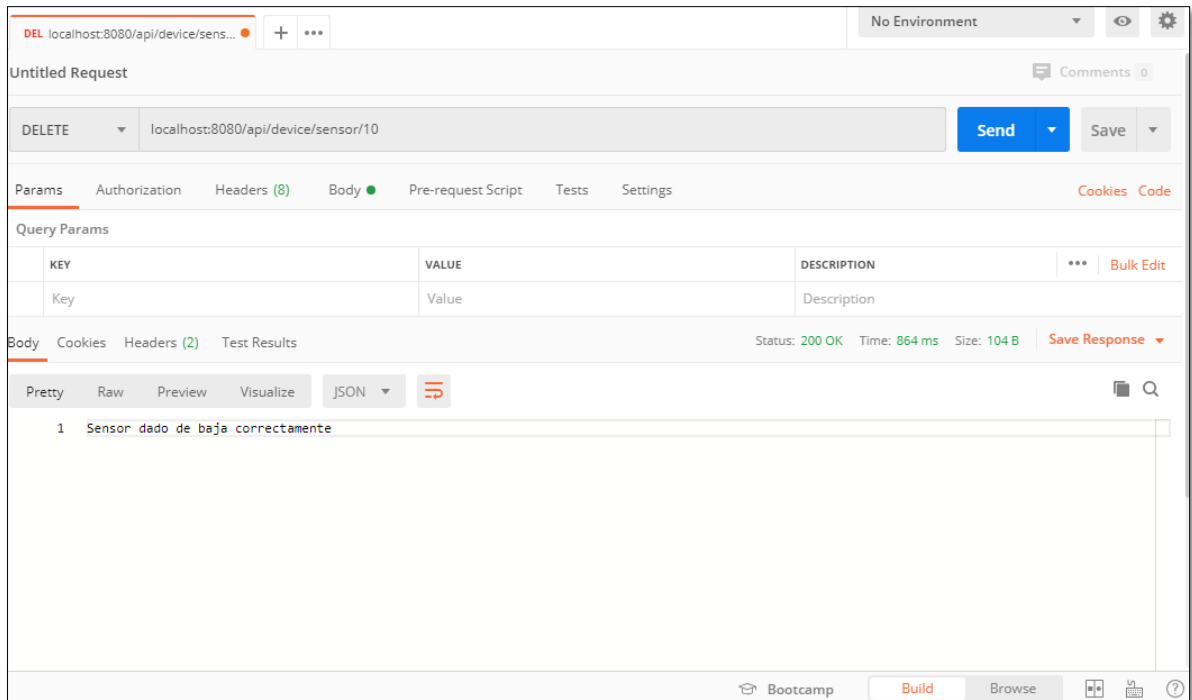 DEL localhost:8080/api/device/sens... + ••• No Environment
Untitled Request Comments 0
DELETE localhost:8080/api/device/sensor/10 Send Save
Params Authorization Headers (8) Body Pre-request Script Tests Settings Cookies Code
Query Params
KEY VALUE DESCRIPTION ••• Bulk Edit
Key Value Description
Body Cookies Headers (2) Test Results Status: 200 OK Time: 864 ms Size: 104 B Save Response
Pretty Raw Preview Visualize JSON
1 Sensor dado de baja correctamente
Bootcamp Build Browse ?